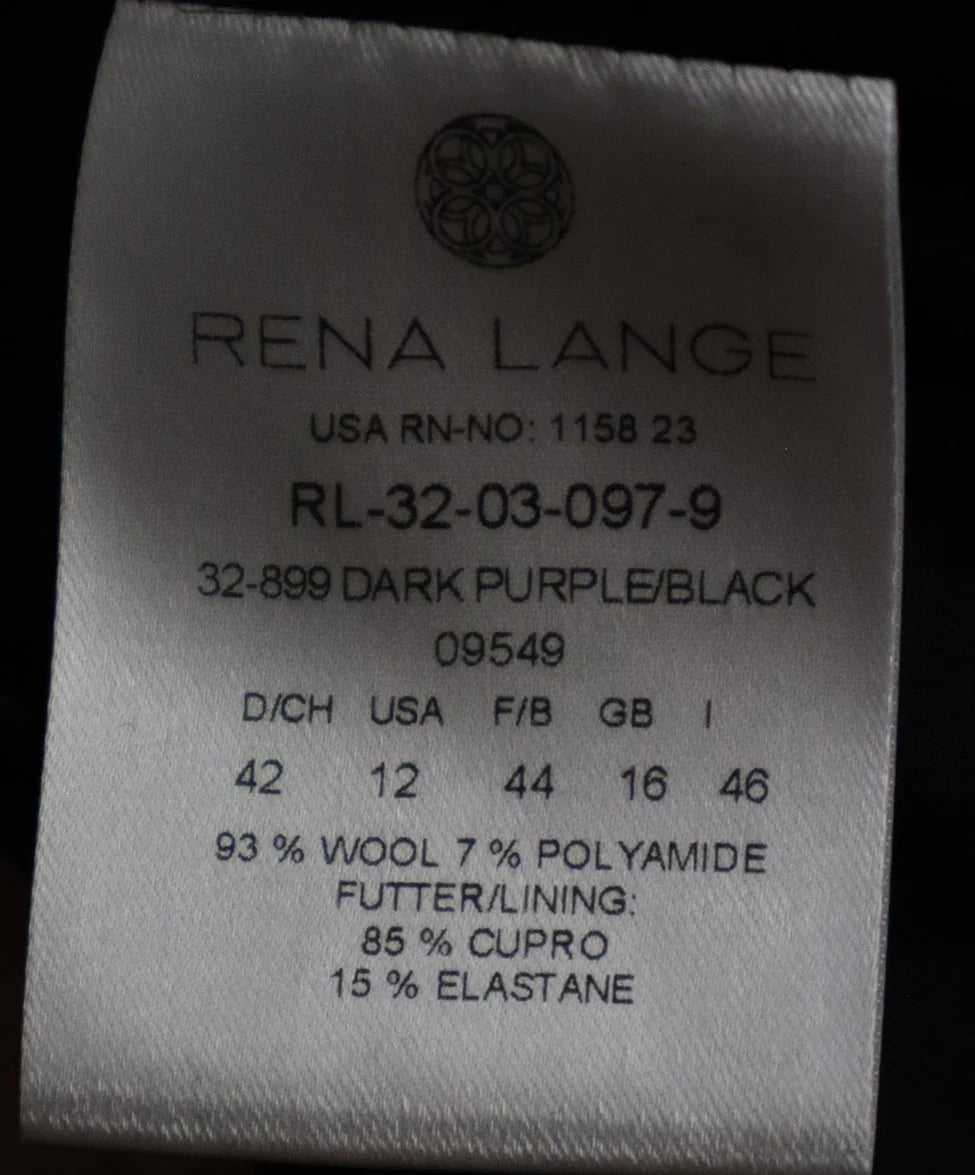 RENA LANGE
USA RN-NO: 1158 23
RL-32-03-097-9
32-899 DARK PURPLE/BLACK
09549
D/CH USA F/B GB I
42 12 44 16 46
93 % WOOL 7 % POLYAMIDE
FUTTER/LINING:
85 % CUPRO
15 % ELASTANE